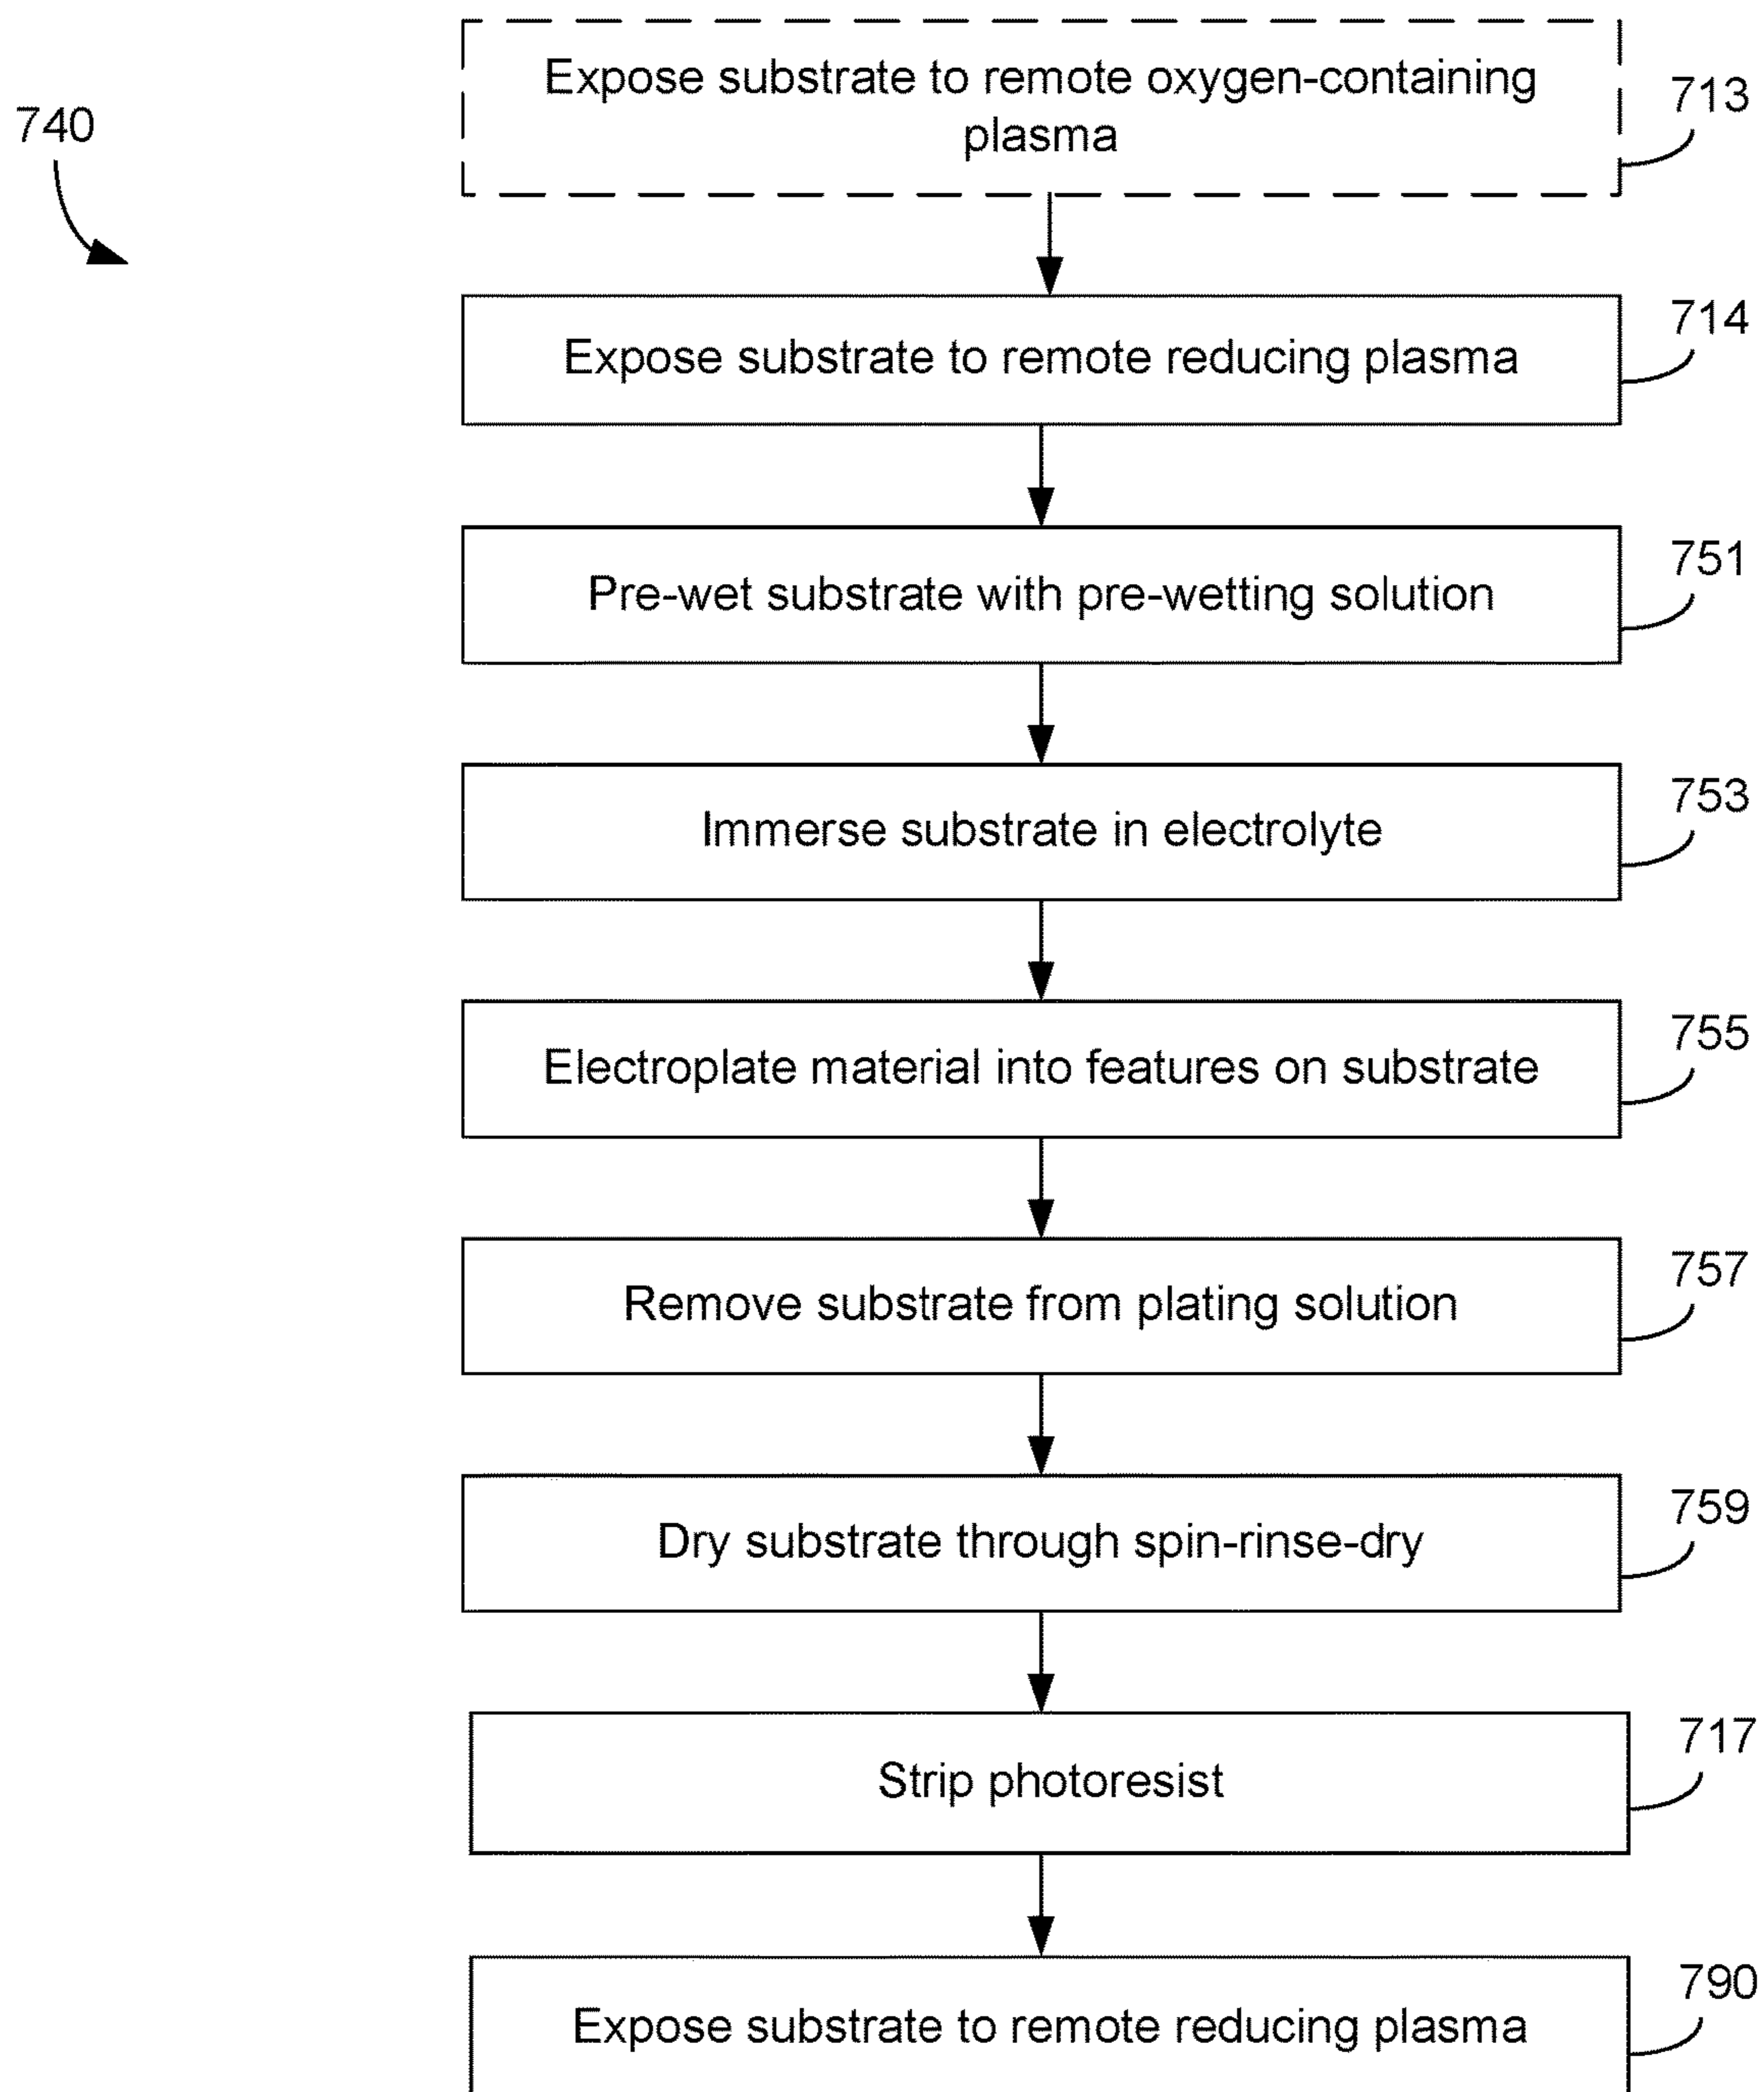 740
Expose substrate to remote oxygen-containing
plasma
713
Expose substrate to remote reducing plasma
714
Pre-wet substrate with pre-wetting solution
751
Immerse substrate in electrolyte
753
Electroplate material into features on substrate
755
Remove substrate from plating solution
757
Dry substrate through spin-rinse-dry
759
Strip photoresist
717
Expose substrate to remote reducing plasma
790